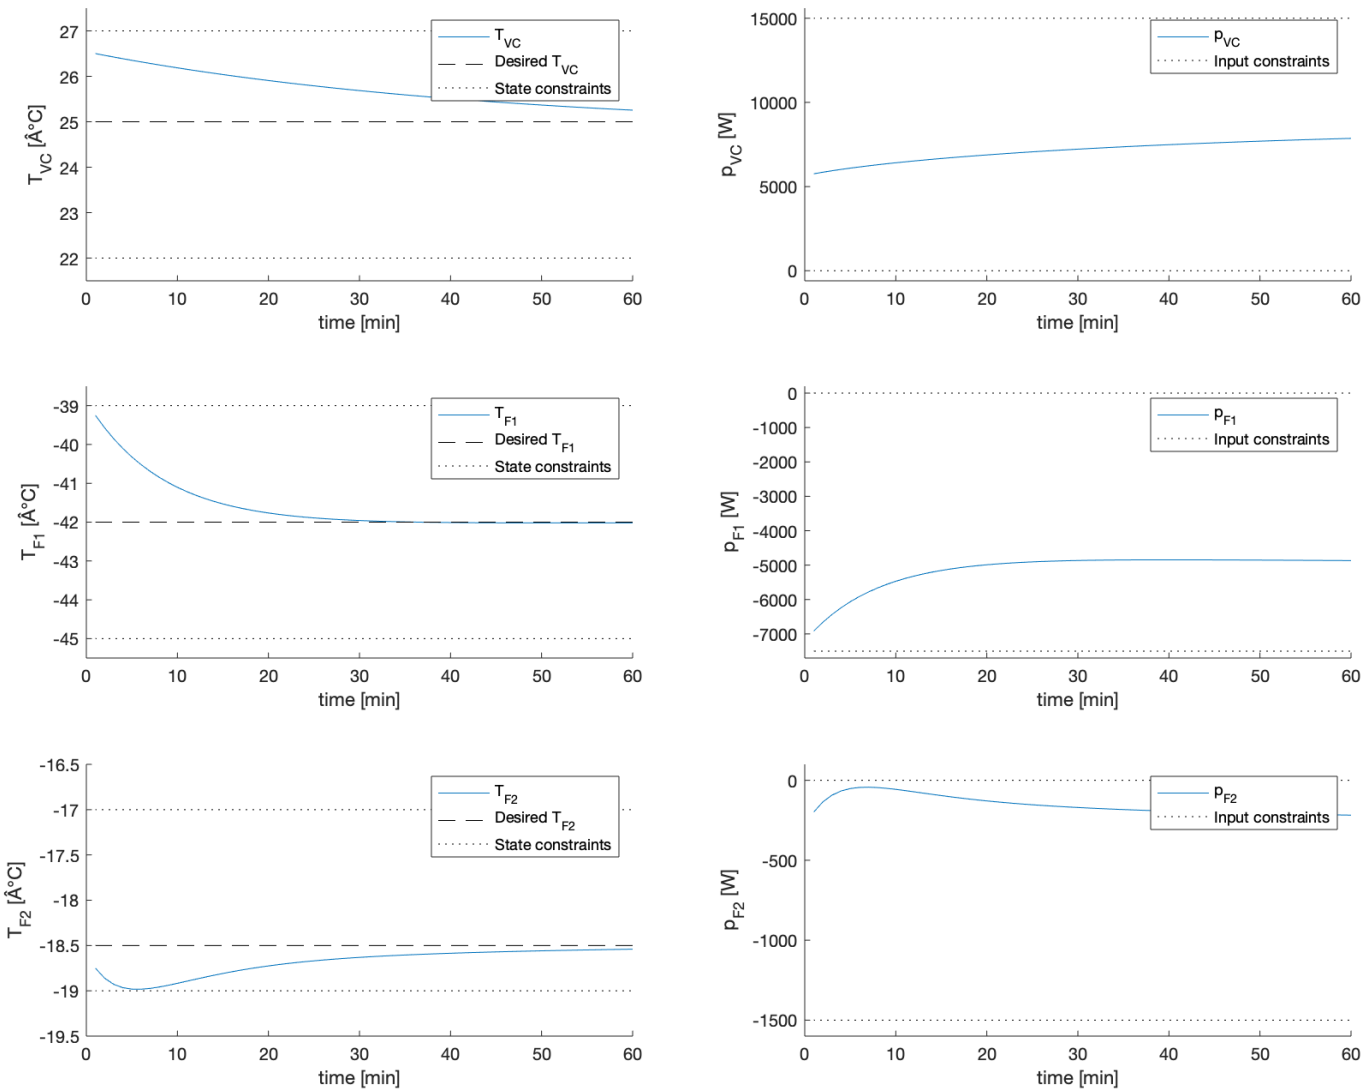 27
26
25
24
23
22
T_VC [Â°C]
T_VC
Desired T_VC
State constraints
0 10 20 30 40 50 60
time [min]
15000
10000
5000
0
p_VC [W]
p_VC
Input constraints
0 10 20 30 40 50 60
time [min]
-39
-40
-41
-42
-43
-44
-45
T_F1 [Â°C]
T_F1
Desired T_F1
State constraints
0 10 20 30 40 50 60
time [min]
0
-1000
-2000
-3000
-4000
-5000
-6000
-7000
p_F1 [W]
p_F1
Input constraints
0 10 20 30 40 50 60
time [min]
-16.5
-17
-17.5
-18
-18.5
-19
-19.5
T_F2 [Â°C]
T_F2
Desired T_F2
State constraints
0 10 20 30 40 50 60
time [min]
0
-500
-1000
-1500
p_F2 [W]
p_F2
Input constraints
0 10 20 30 40 50 60
time [min]